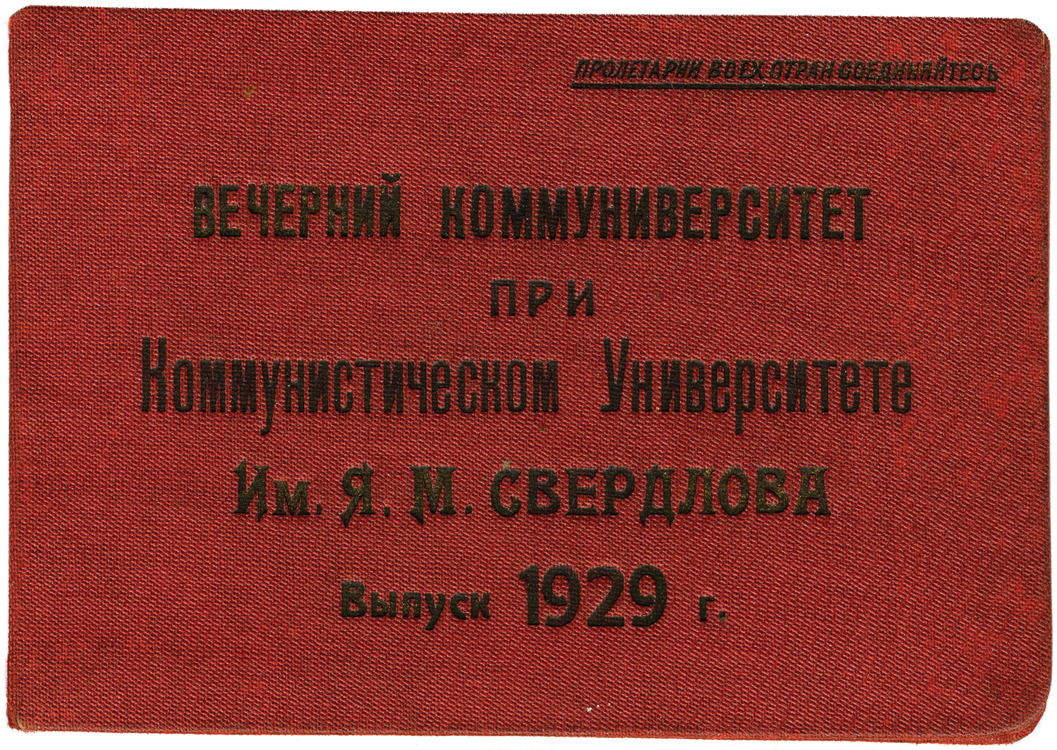 ПРОЛЕТАРИИ ВСЕХ СТРАН СОЕДИНЯЙТЕСЬ
ВЕЧЕРНИЙ КОММУНИВЕРСИТЕТ
ПРИ
Коммунистическом Университете
Им. Я. М. СВЕРДЛОВА
Выпуск 1929 г.